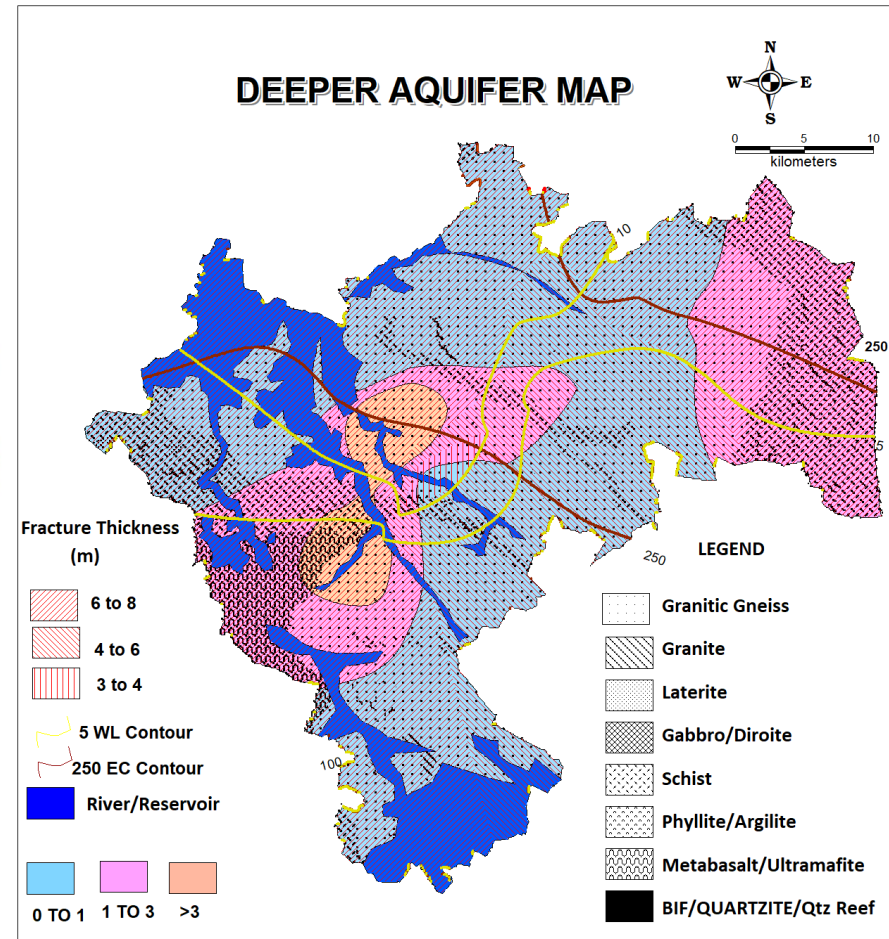 DEEPER AQUIFER MAP
N
W
E
S
0
5
10
kilometers
10
250
5
250
100
Fracture Thickness
(m)
6 to 8
4 to 6
3 to 4
5 WL Contour
250 EC Contour
River/Reservoir
0 TO 1
1 TO 3
>3
LEGEND
Granitic Gneiss
Granite
Laterite
Gabbro/Diroite
Schist
Phyllite/Argilite
Metabasalt/Ultramafite
BIF/QUARTZITE/Qtz Reef